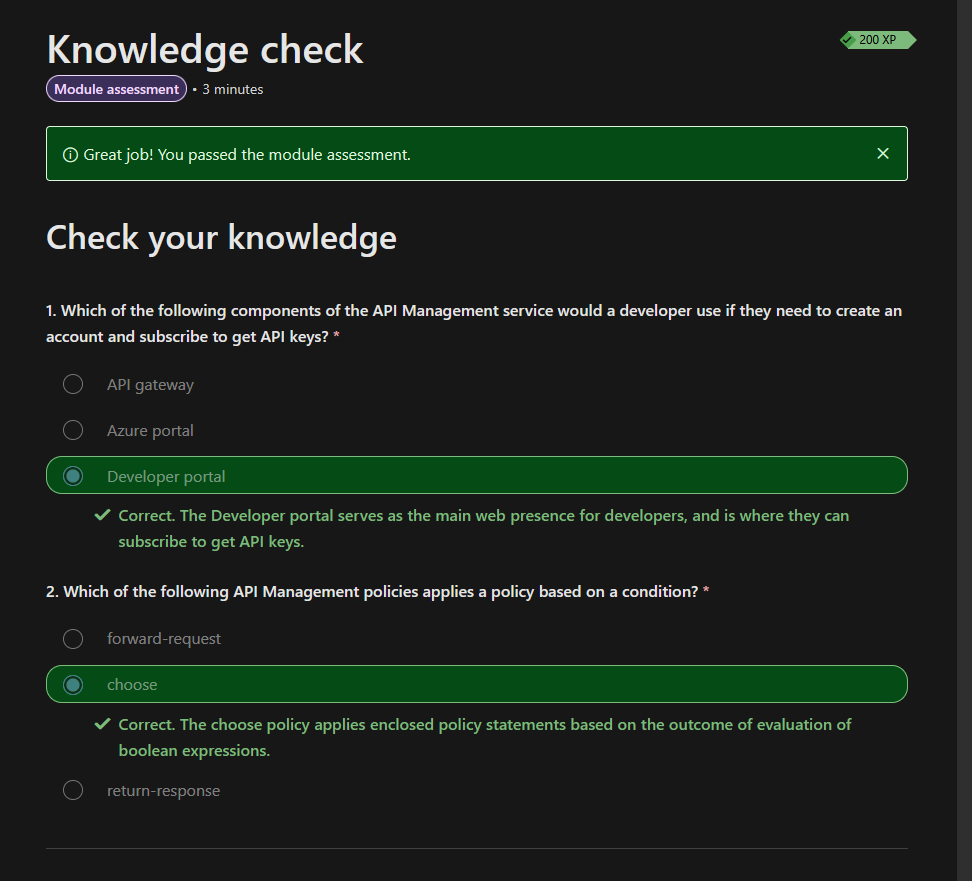 Knowledge check
200 XP
Module assessment • 3 minutes
Great job! You passed the module assessment.
Check your knowledge
1. Which of the following components of the API Management service would a developer use if they need to create an
account and subscribe to get API keys? *
API gateway
Azure portal
Developer portal
Correct. The Developer portal serves as the main web presence for developers, and is where they can
subscribe to get API keys.
2. Which of the following API Management policies applies a policy based on a condition? *
forward-request
choose
Correct. The choose policy applies enclosed policy statements based on the outcome of evaluation of
boolean expressions.
return-response